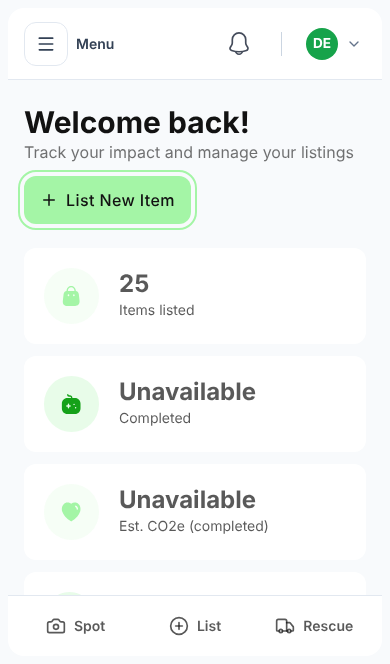 Menu
DE
Welcome back!
Track your impact and manage your listings
List New Item
25
Items listed
Unavailable
Completed
Unavailable
Est. CO2e (completed)
Spot
List
Rescue